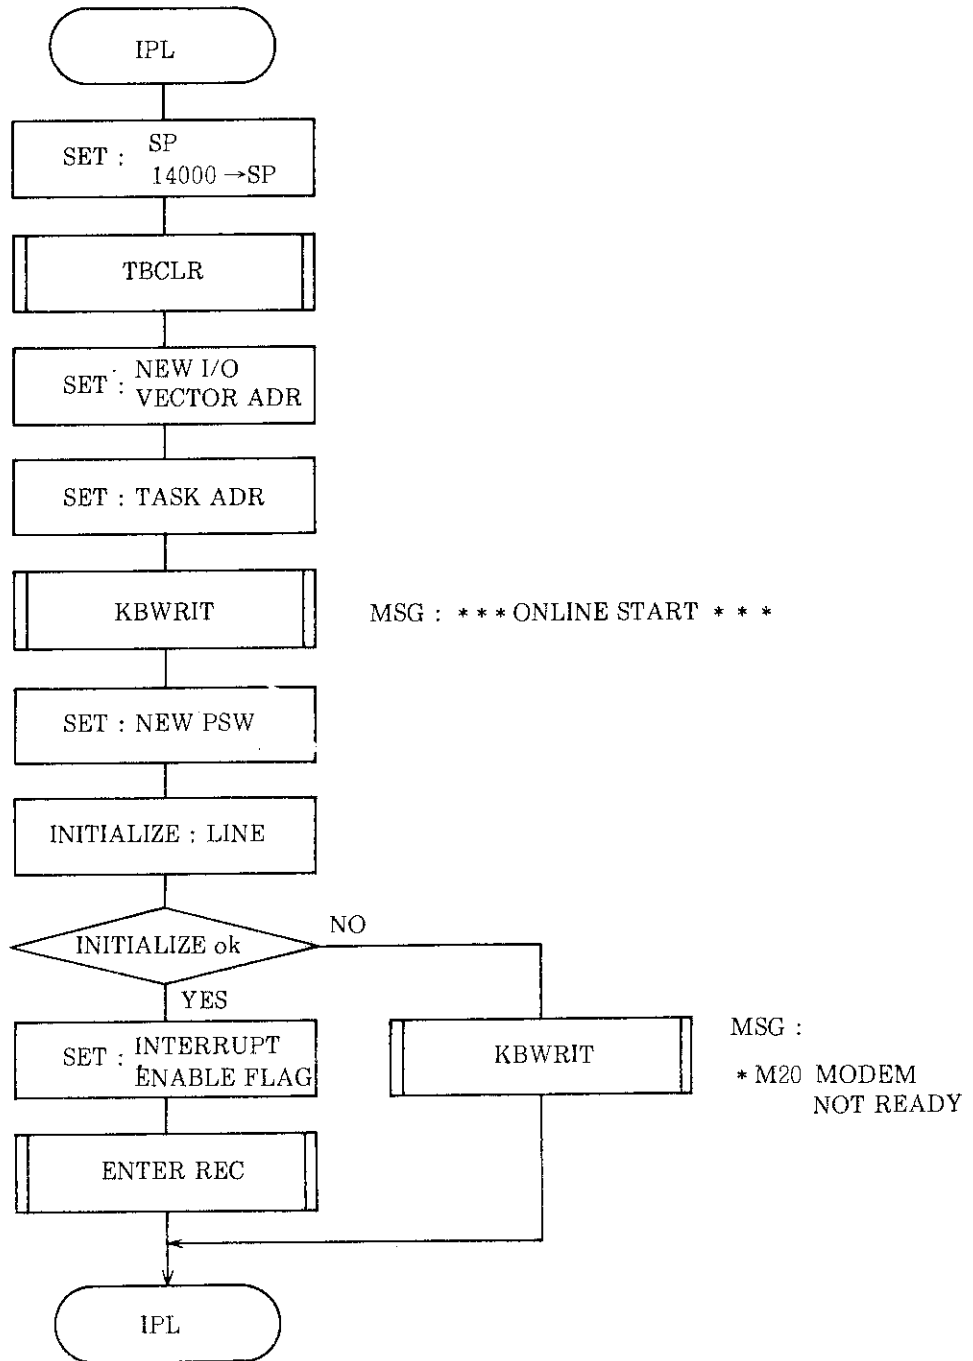 IPL
SET : SP
14000 →SP
TBCLR
SET : NEW I/O
VECTOR ADR
SET : TASK ADR
KBWRIT
MSG : * * * ONLINE START * * *
SET : NEW PSW
INITIALIZE : LINE
INITIALIZE ok
NO
YES
SET : INTERRUPT
ENABLE FLAG
KBWRIT
MSG :
* M20 MODEM
NOT READY
ENTER REC
IPL